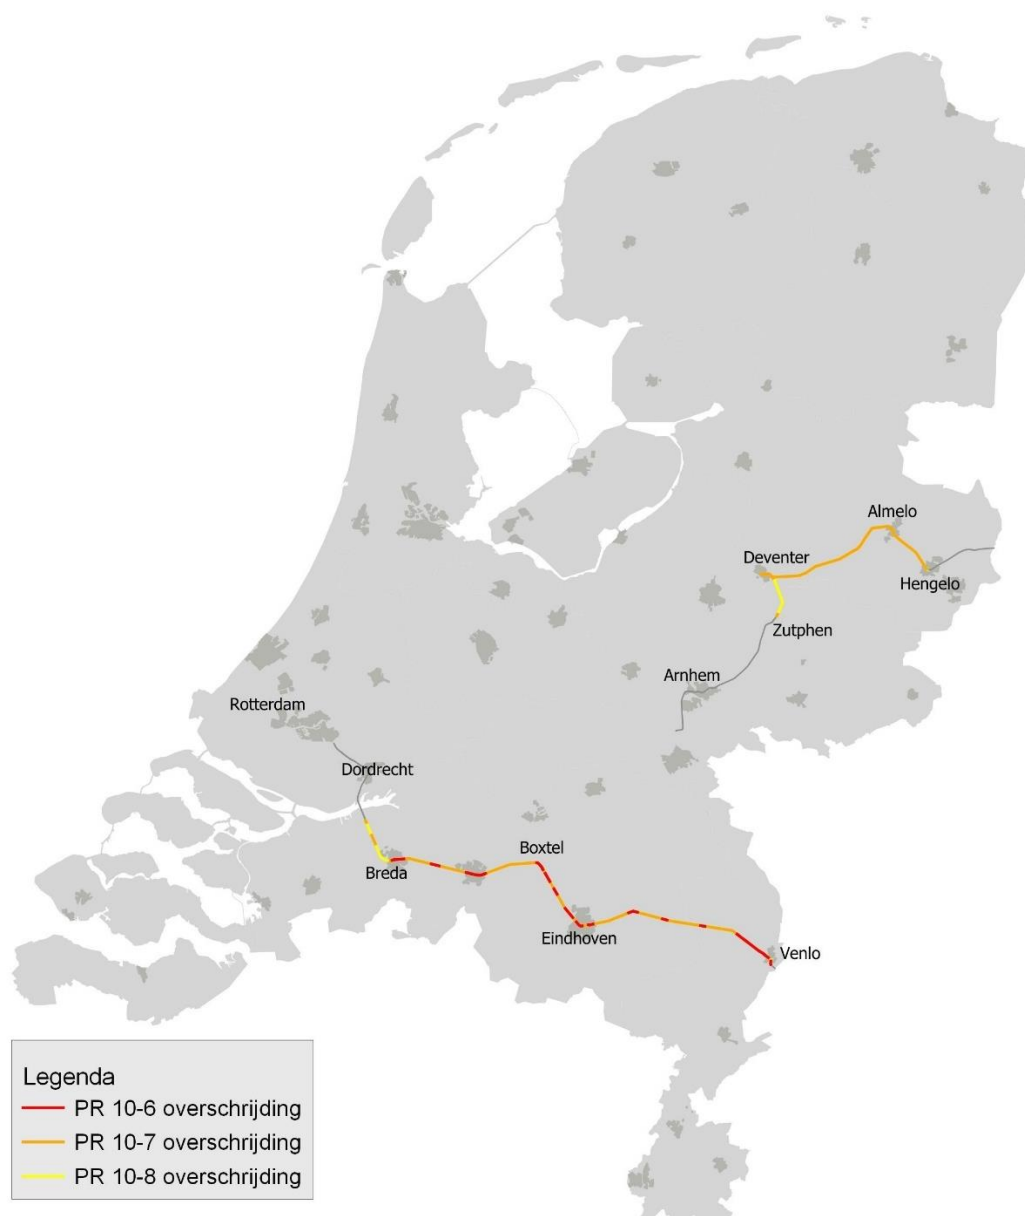 Almelo
Deventer
Hengelo
Zutphen
Arnhem
Rotterdam
Dordrecht
Boxtel
Breda
Eindhoven
Venlo
Legenda
PR 10-6 overschrijding
PR 10-7 overschrijding
PR 10-8 overschrijding